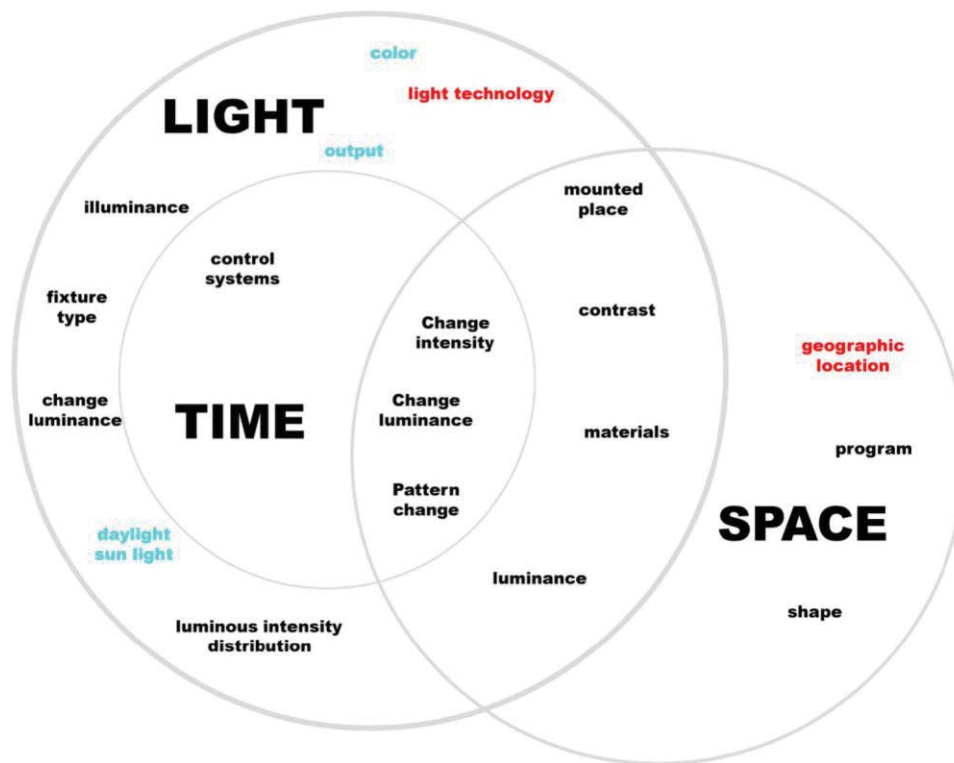 color
light technology
LIGHT
output
mounted
place
illuminance
control
systems
fixture
type
contrast
Change
intensity
geographic
location
change
luminance
Change
luminance
TIME
materials
program
Pattern
change
SPACE
daylight
sun light
luminance
shape
luminous intensity
distribution